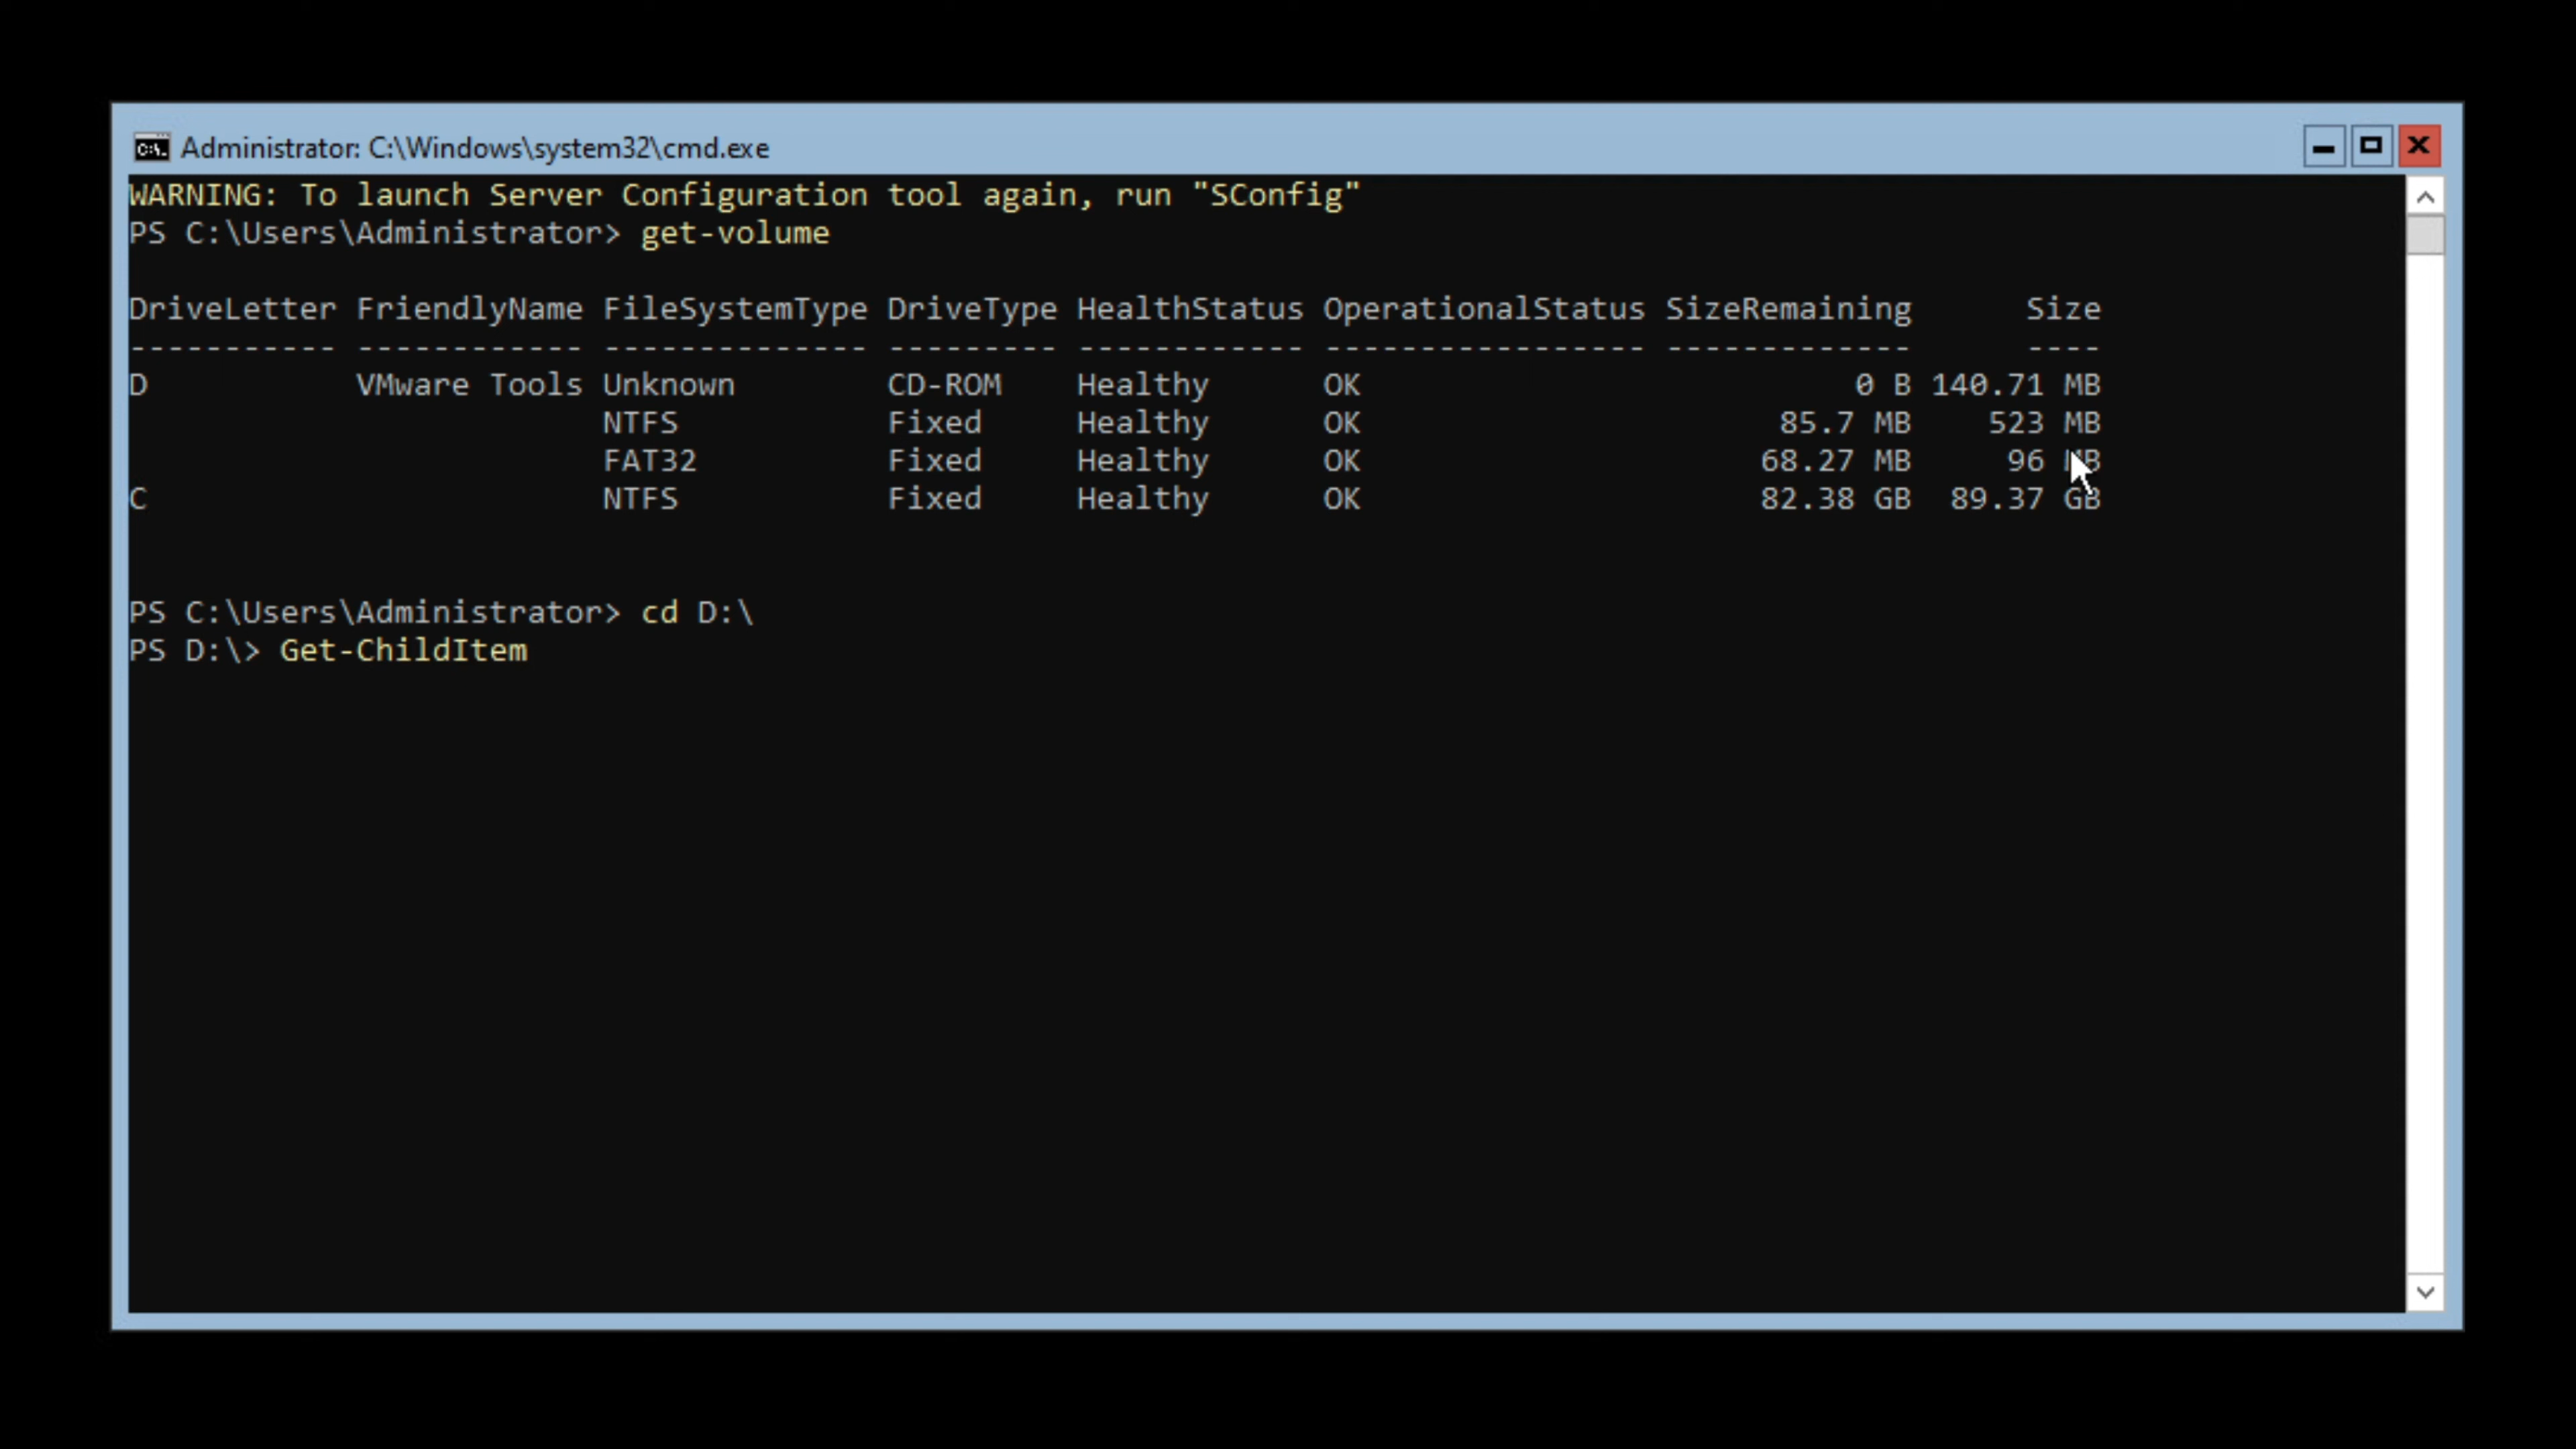 Administrator: C:\Windows\system32\cmd.exe
WARNING: To launch Server Configuration tool again, run "SConfig"
PS C:\Users\Administrator> get-volume
DriveLetter FriendlyName FileSystemType DriveType HealthStatus OperationalStatus SizeRemaining      Size
----------- ------------ -------------- --------- ------------ ----------------- -------------      ----
D           VMware Tools Unknown        CD-ROM    Healthy      OK                          0 B 140.71 MB
                         NTFS           Fixed     Healthy      OK                      85.7 MB    523 MB
                         FAT32          Fixed     Healthy      OK                     68.27 MB     96 MB
C                        NTFS           Fixed     Healthy      OK                     82.38 GB  89.37 GB
PS C:\Users\Administrator> cd D:\
PS D:\> Get-ChildItem